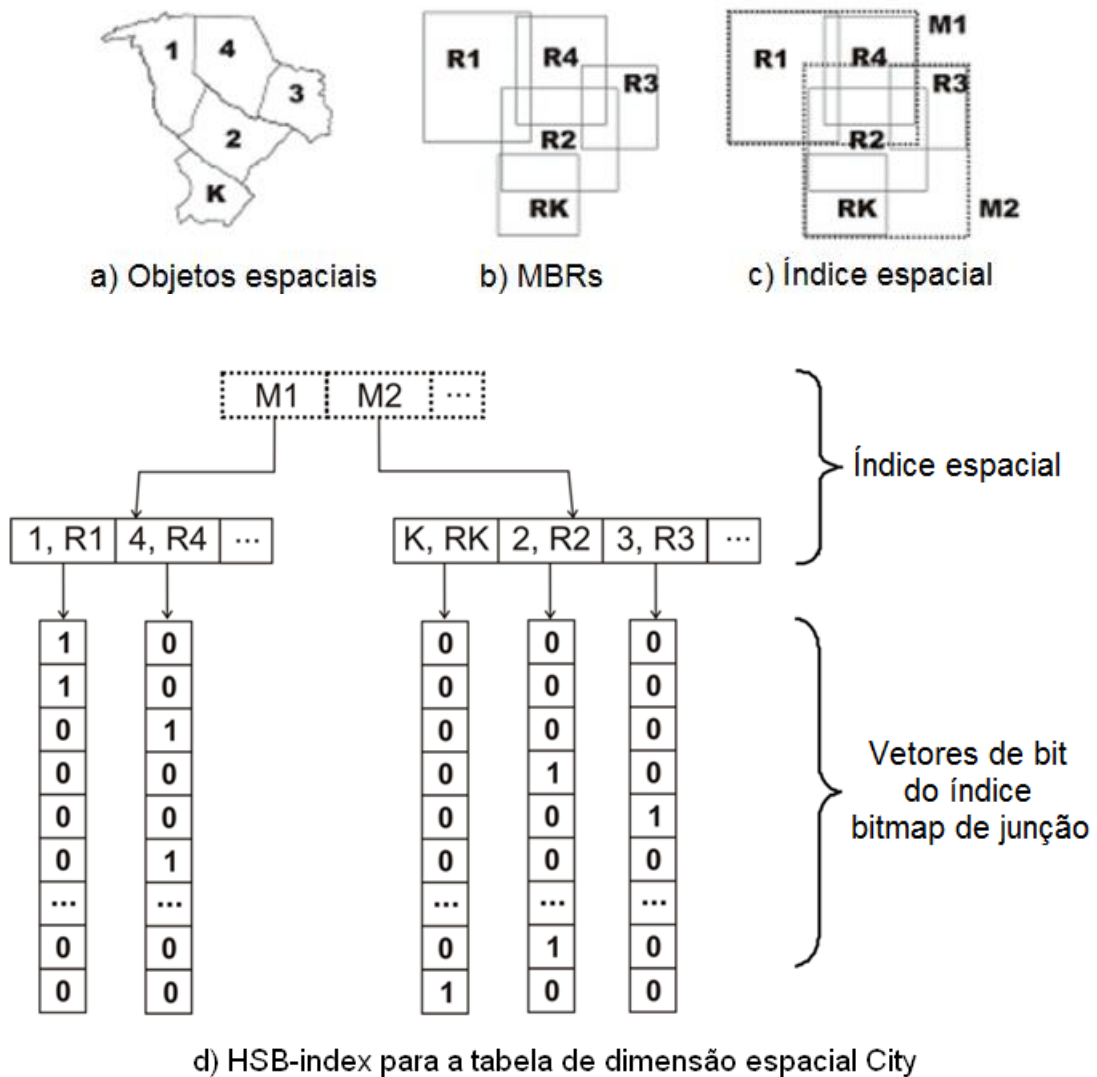 1
4
3
2
K
a) Objetos espaciais
R1
R4
R3
R2
RK
b) MBRs
M1
R1
R4
R3
R2
RK
M2
c) Índice espacial
M1 M2 ...
Índice espacial
1, R1 4, R4 ...
K, RK 2, R2 3, R3 ...
1 0 0 0 0
1 0 0 0 0
0 1 0 0 0
0 0 0 1 0
0 0 0 0 1
0 1 0 0 0
... ... ... ... ...
0 0 0 1 0
0 0 1 0 0
Vetores de bit
do índice
bitmap de junção
d) HSB-index para a tabela de dimensão espacial City